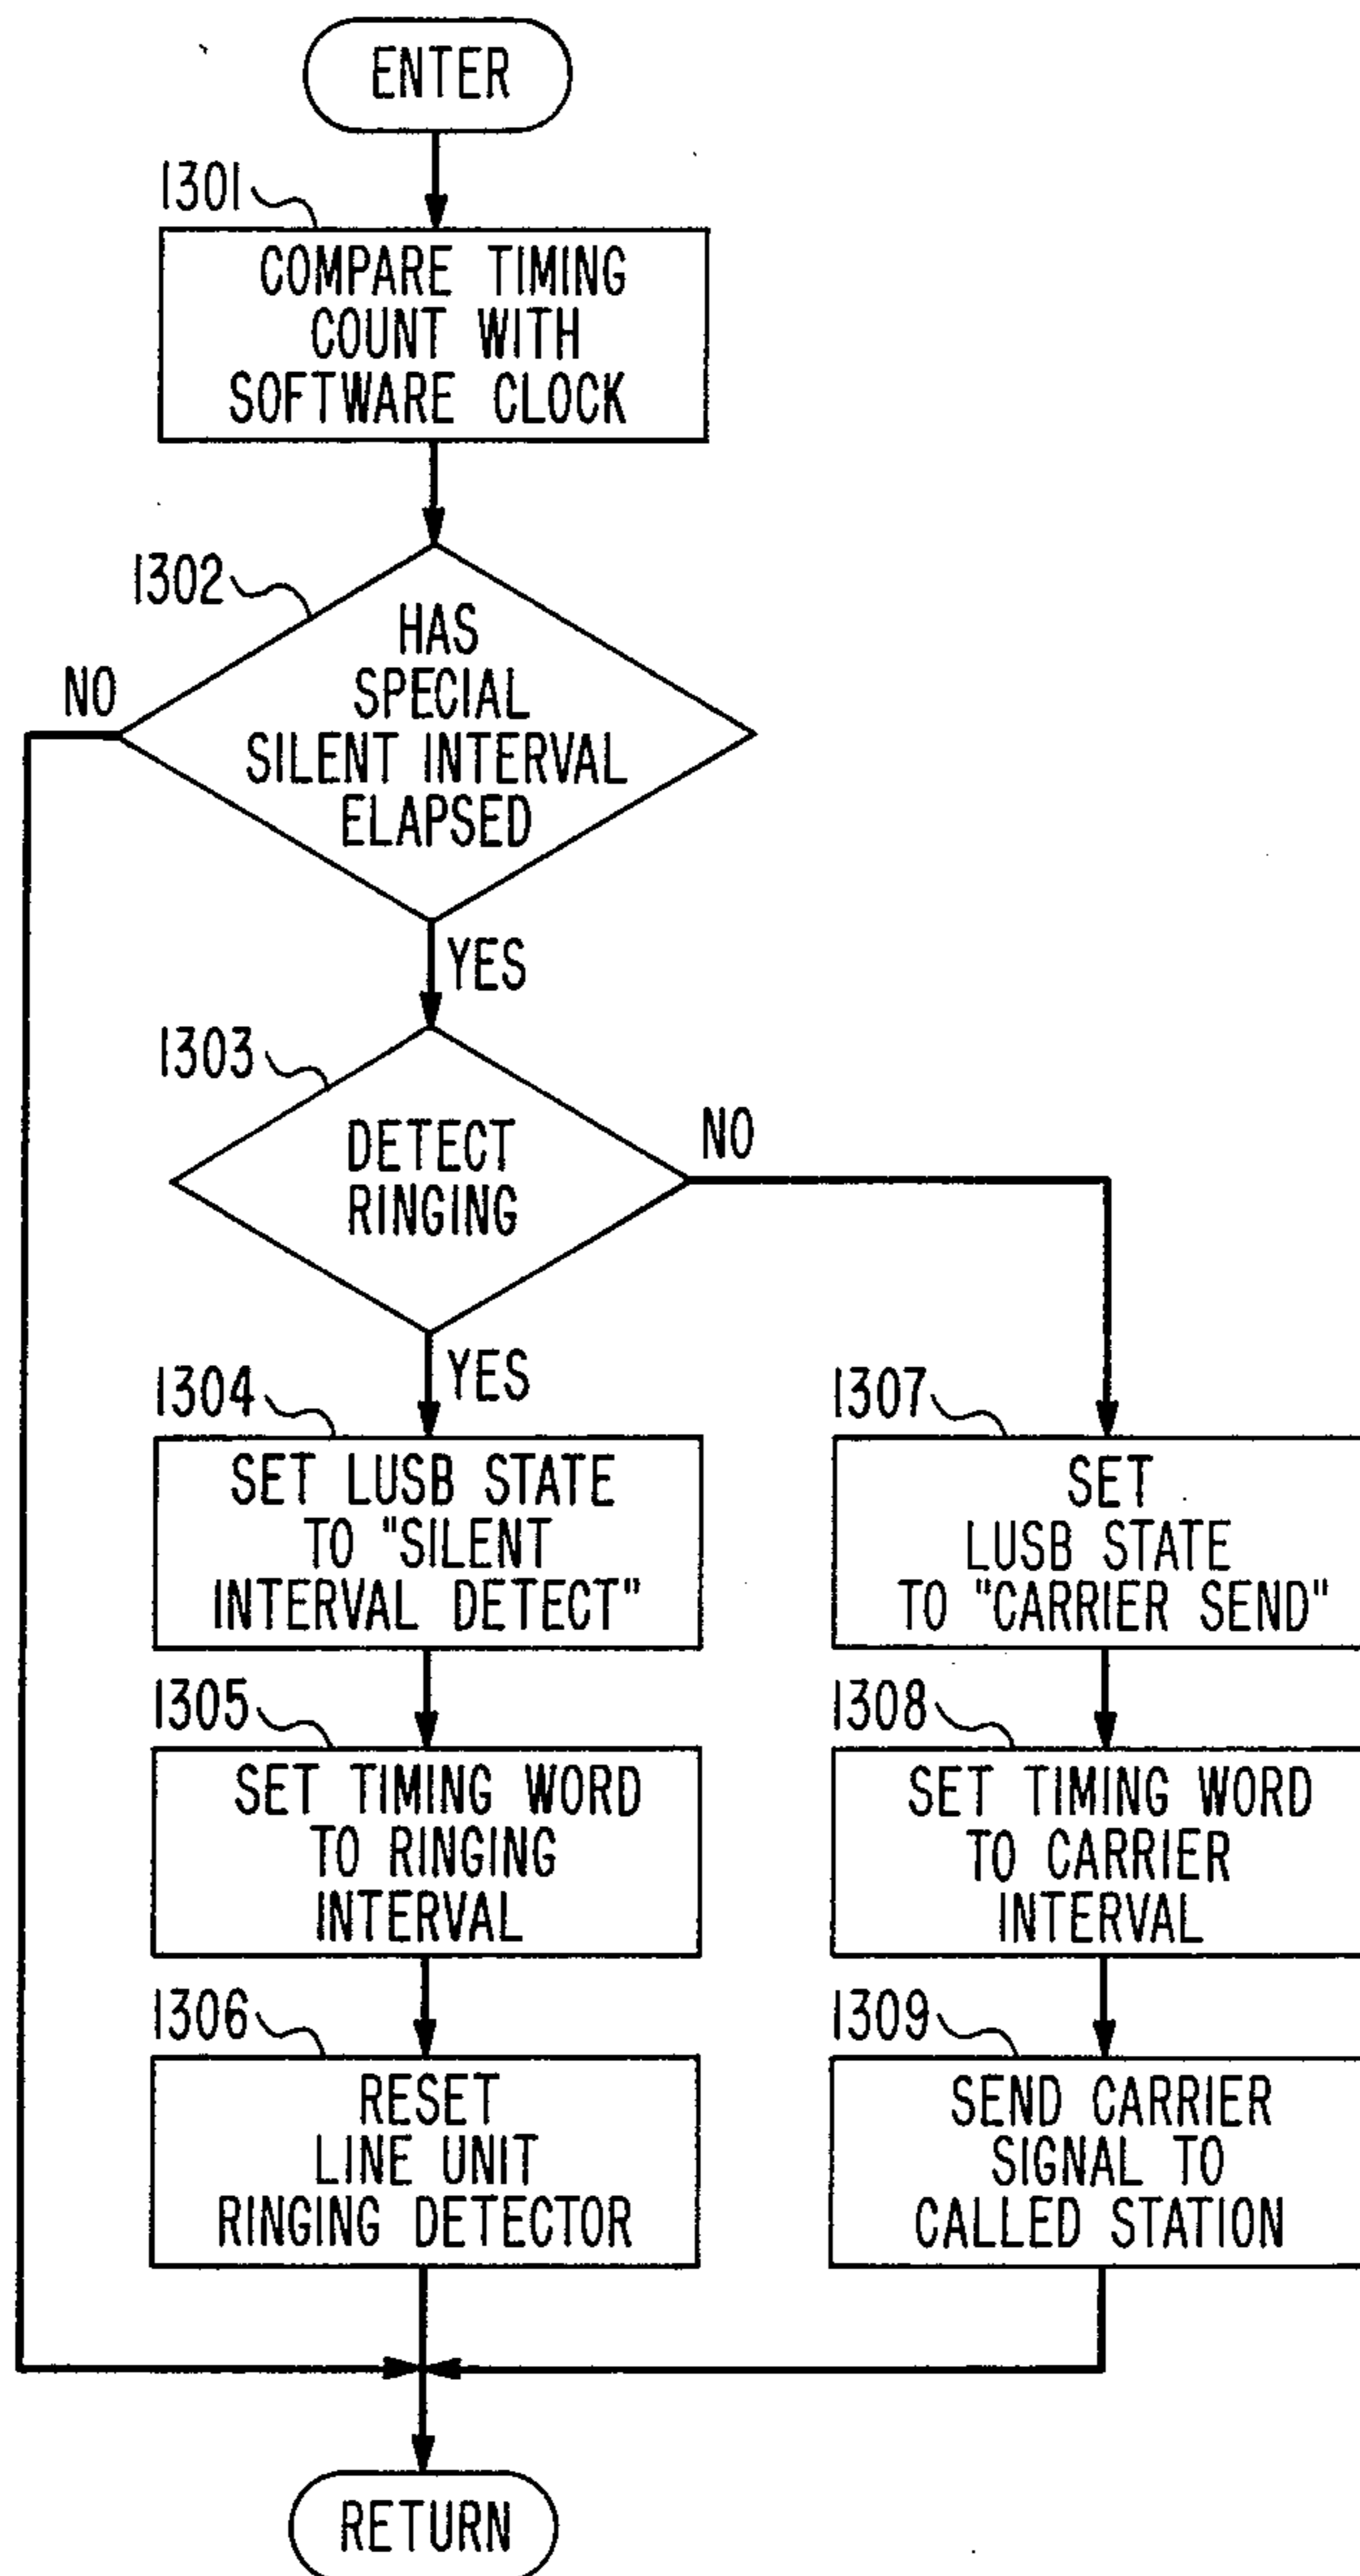 ENTER
1301
COMPARE TIMING
COUNT WITH
SOFTWARE CLOCK
1302
HAS
SPECIAL
SILENT INTERVAL
ELAPSED
NO
YES
1303
DETECT
RINGING
NO
YES
1304
SET LUSB STATE
TO "SILENT
INTERVAL DETECT"
1305
SET TIMING WORD
TO RINGING
INTERVAL
1306
RESET
LINE UNIT
RINGING DETECTOR
1307
SET
LUSB STATE
TO "CARRIER SEND"
1308
SET TIMING WORD
TO CARRIER
INTERVAL
1309
SEND CARRIER
SIGNAL TO
CALLED STATION
RETURN